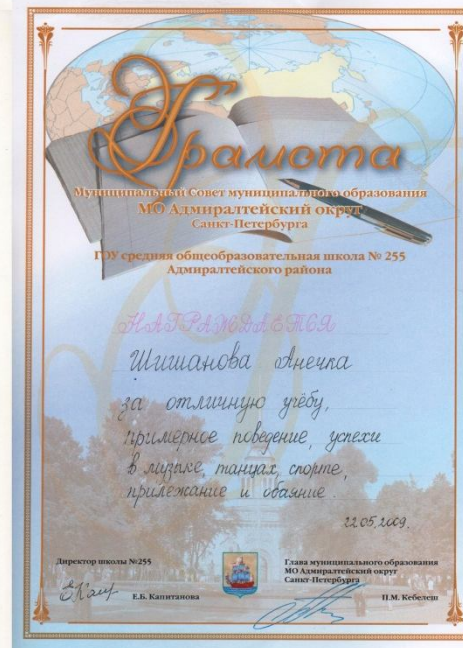 Грамота
Муниципальный Совет муниципального образования
МО Адмиралтейский округ
Санкт-Петербурга
ГОУ средняя общеобразовательная школа № 255
Адмиралтейского района
НАГРАЖДАЕТСЯ
Шишанова Анечка
за отличную учёбу,
примерное поведение, успехи
в музыке, танцах, спорте,
прилежание и обаяние.
22.05.2009.
Директор школы №255
Е.Б. Капитанова
Глава муниципального образования
МО Адмиралтейский округ
Санкт-Петербурга
П.М. Кебелеш